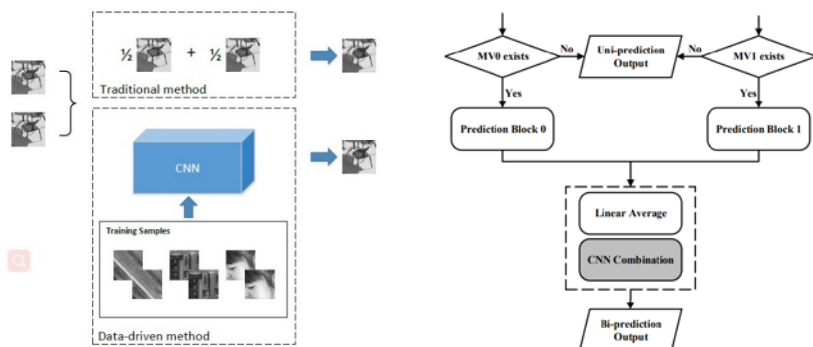 ½ + ½
Traditional method
CNN
Training Samples
Data-driven method
MV0 exists
No
Uni-prediction
Output
No
MV1 exists
Yes
Yes
Prediction Block 0
Prediction Block 1
Linear Average
CNN Combination
Bi-prediction
Output